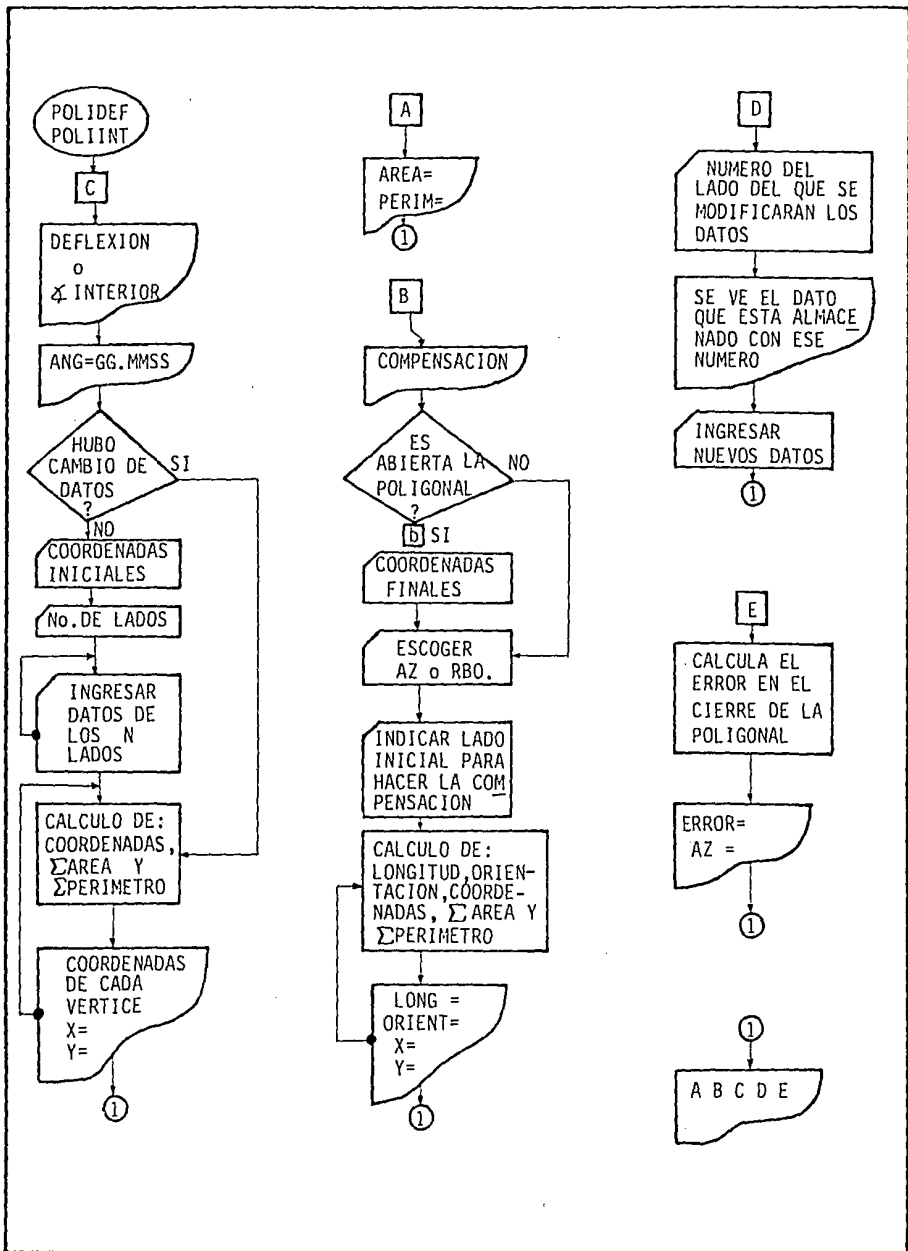 POLIDEF
POLIINT
C
DEFLEXION
o
∡ INTERIOR
ANG=GG.MMSS
HUBO
CAMBIO DE
DATOS
?
SI
NO
COORDENADAS
INICIALES
No.DE LADOS
INGRESAR
DATOS DE
LOS N
LADOS
CALCULO DE:
COORDENADAS,
ΣAREA Y
ΣPERIMETRO
COORDENADAS
DE CADA
VERTICE
X=
Y=
1
A
AREA=
PERIM=
1
B
COMPENSACION
ES
ABIERTA LA
POLIGONAL
?
NO
b SI
COORDENADAS
FINALES
ESCOGER
AZ o RBO.
INDICAR LADO
INICIAL PARA
HACER LA COM
PENSACION
CALCULO DE:
LONGITUD,ORIEN-
TACION,COORDE-
NADAS, Σ AREA Y
ΣPERIMETRO
LONG =
ORIENT=
X=
Y=
1
D
NUMERO DEL
LADO DEL QUE SE
MODIFICARAN LOS
DATOS
SE VE EL DATO
QUE ESTA ALMACE
NADO CON ESE
NUMERO
INGRESAR
NUEVOS DATOS
1
E
CALCULA EL
ERROR EN EL
CIERRE DE LA
POLIGONAL
ERROR=
AZ =
1
1
A B C D E